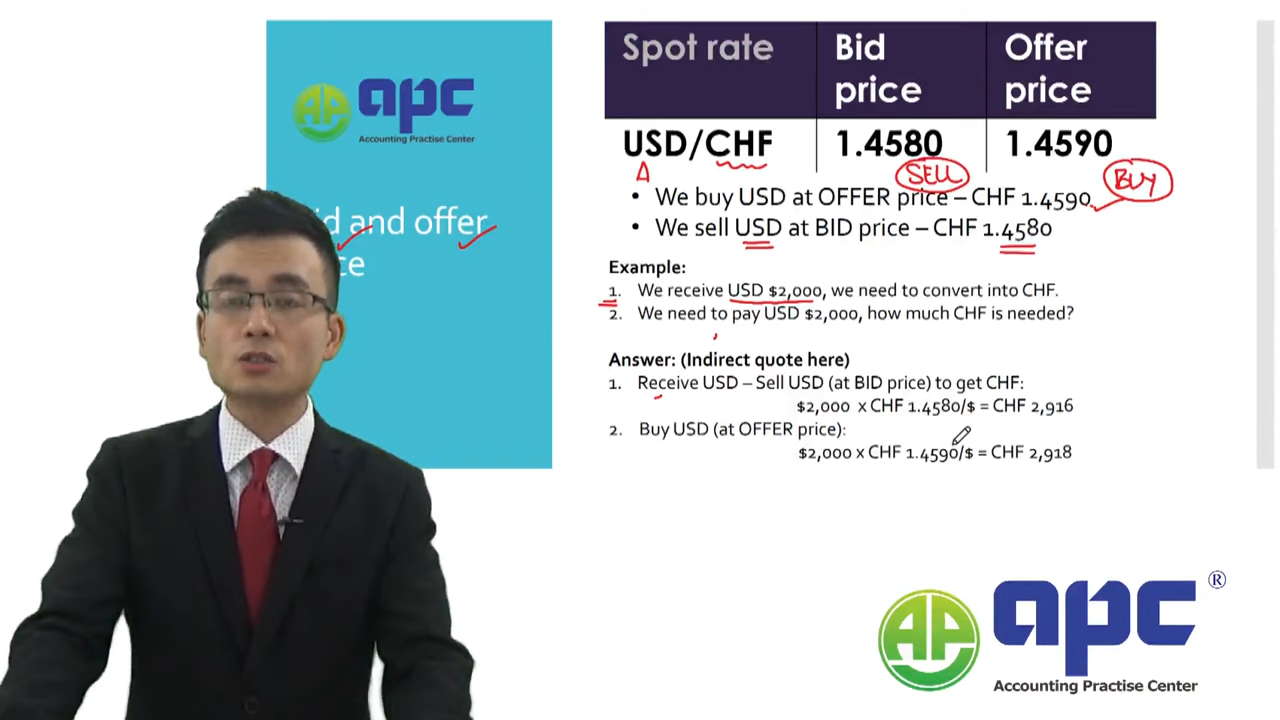 AP apc
Accounting Practise Center
id and offer
ce
Spot rate Bid price Offer price
USD/CHF 1.4580 1.4590
SELL
BUY
• We buy USD at OFFER price – CHF 1.4590
• We sell USD at BID price – CHF 1.4580
Example:
1. We receive USD $2,000, we need to convert into CHF.
2. We need to pay USD $2,000, how much CHF is needed?
Answer: (Indirect quote here)
1. Receive USD – Sell USD (at BID price) to get CHF:
$2,000 x CHF 1.4580/$ = CHF 2,916
2. Buy USD (at OFFER price):
$2,000 x CHF 1.4590/$ = CHF 2,918
AP apc ®
Accounting Practise Center